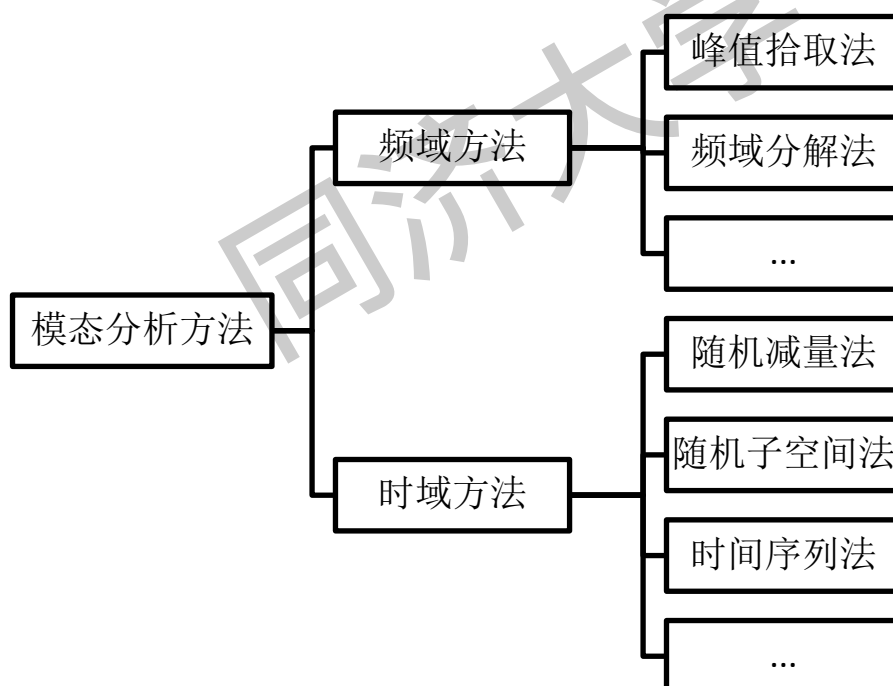 模态分析方法
频域方法
峰值拾取法
频域分解法
...
时域方法
随机减量法
随机子空间法
时间序列法
...
同济大学